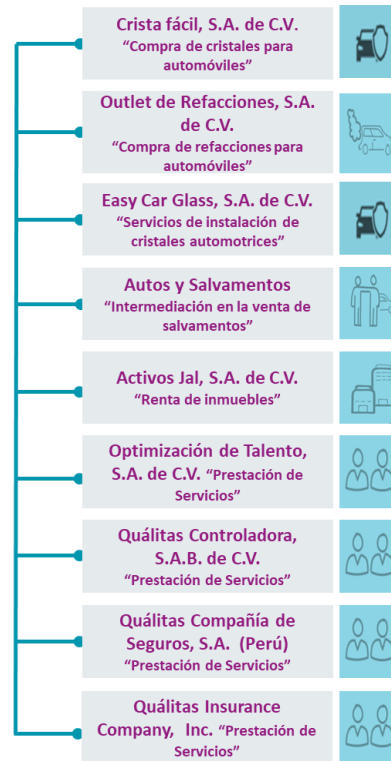 Crista fácil, S.A. de C.V.
“Compra de cristales para
automóviles”
Outlet de Refacciones, S.A.
de C.V.
“Compra de refacciones para
automóviles”
Easy Car Glass, S.A. de C.V.
“Servicios de instalación de
cristales automotrices”
Autos y Salvamentos
“Intermediación en la venta de
salvamentos”
Activos Jal, S.A. de C.V.
“Renta de inmuebles”
Optimización de Talento,
S.A. de C.V. “Prestación de
Servicios”
Quálitas Controladora,
S.A.B. de C.V.
“Prestación de Servicios”
Quálitas Compañía de
Seguros, S.A. (Perú)
“Prestación de Servicios”
Quálitas Insurance
Company, Inc. “Prestación de
Servicios”